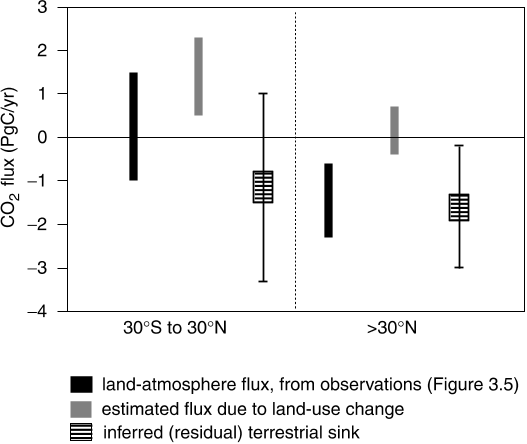 3
2
1
0
–1
–2
–3
–4
CO2 flux (PgC/yr)
30°S to 30°N
>30°N
land-atmosphere flux, from observations (Figure 3.5)
estimated flux due to land-use change
inferred (residual) terrestrial sink